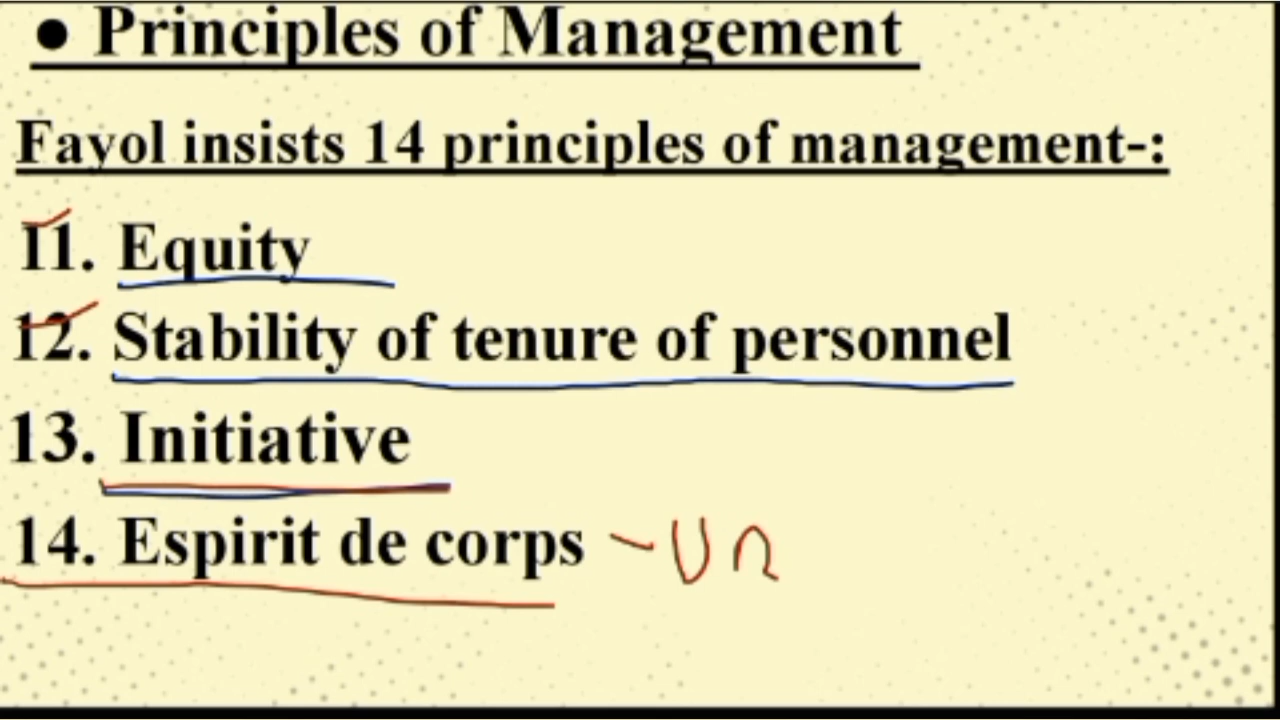 • Principles of Management
Fayol insists 14 principles of management-:
11. Equity
12. Stability of tenure of personnel
13. Initiative
14. Espirit de corps - Un